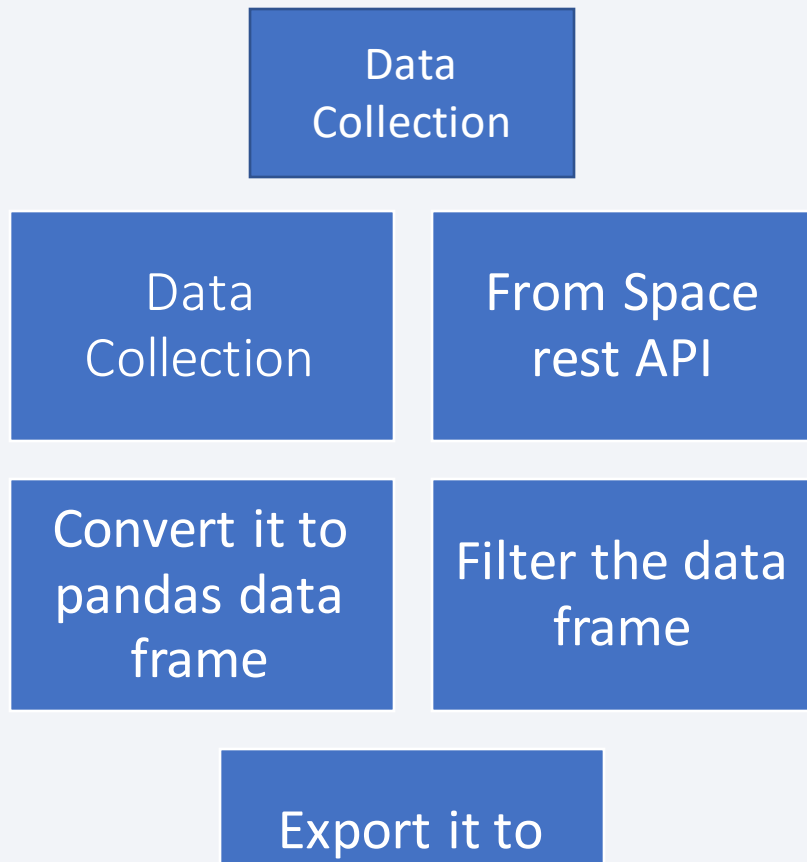 Data
Collection
Data
Collection
From Space
rest API
Convert it to
pandas data
frame
Filter the data
frame
Export it to